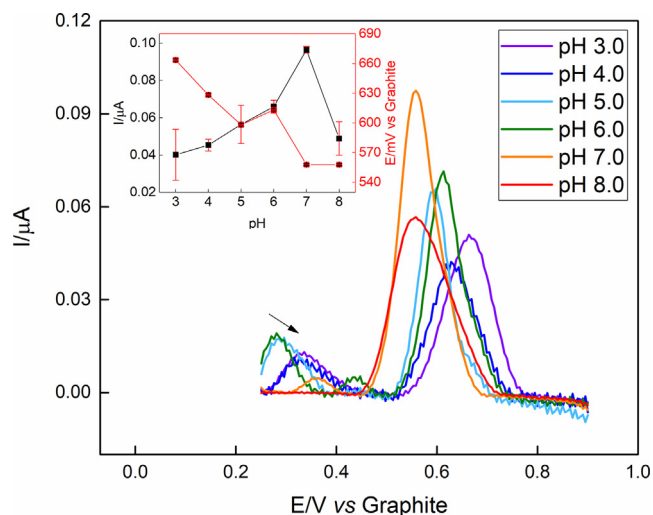 0.12
0.09
0.06
0.03
0.00
I/μA
0.0
0.2
0.4
0.6
0.8
1.0
E/V vs Graphite
0.10
0.08
0.06
0.04
0.02
I/μA
3
4
5
6
7
8
pH
690
660
630
600
570
540
E/mV vs Graphite
pH 3.0
pH 4.0
pH 5.0
pH 6.0
pH 7.0
pH 8.0